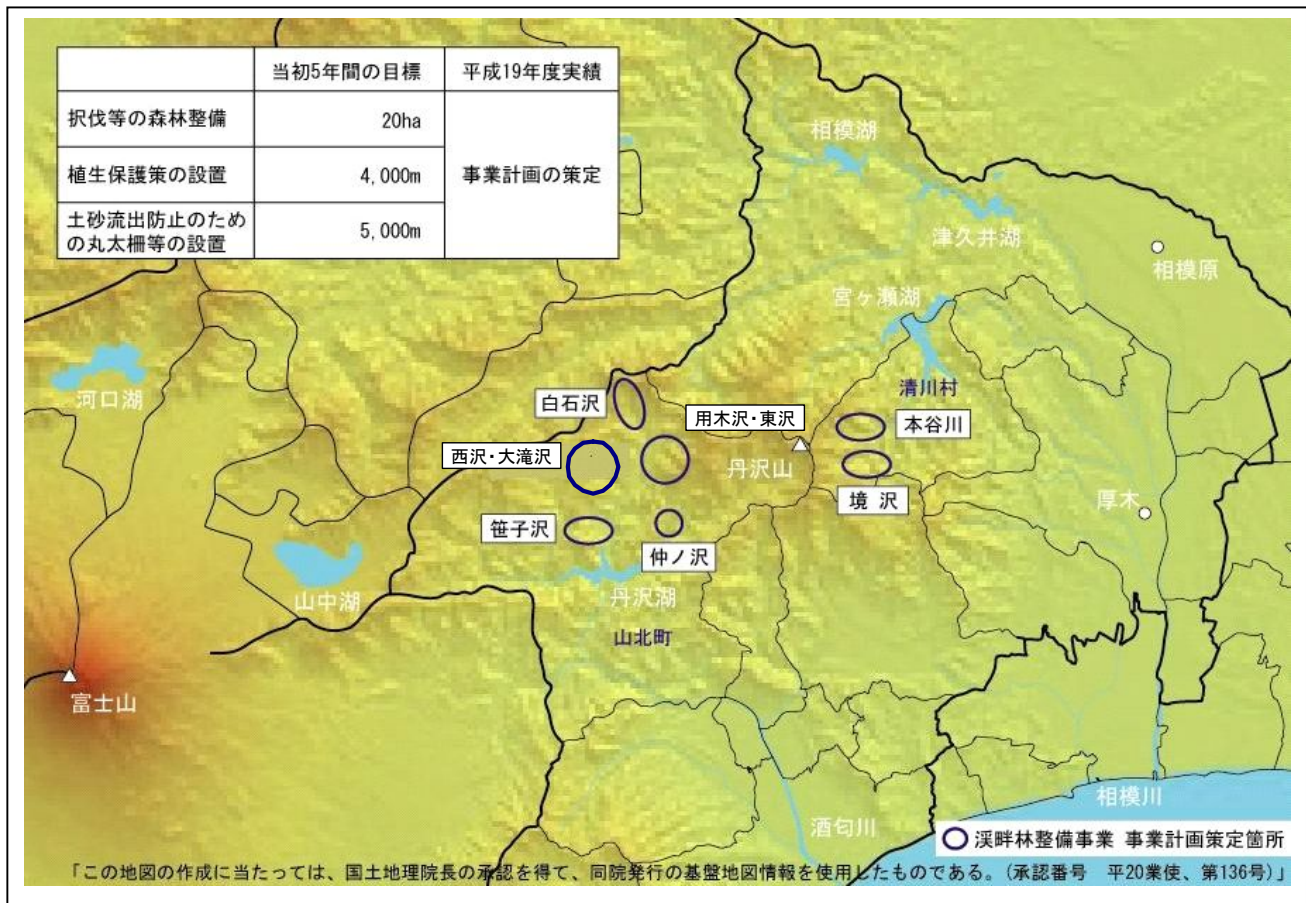 当初5年間の目標 平成19年度実績
択伐等の森林整備 20ha
植生保護策の設置 4,000m 事業計画の策定
土砂流出防止のため
の丸太柵等の設置 5,000m
相模湖
津久井湖
相模原
宮ヶ瀬湖
河口湖
清川村
白石沢
用木沢・東沢
本谷川
西沢・大滝沢
丹沢山
境 沢
厚木
笹子沢
仲ノ沢
山中湖
丹沢湖
山北町
富士山
相模川
酒匂川
渓畔林整備事業 事業計画策定箇所
「この地図の作成に当たっては、国土地理院長の承認を得て、同院発行の基盤地図情報を使用したものである。(承認番号 平20業使、第136号)」